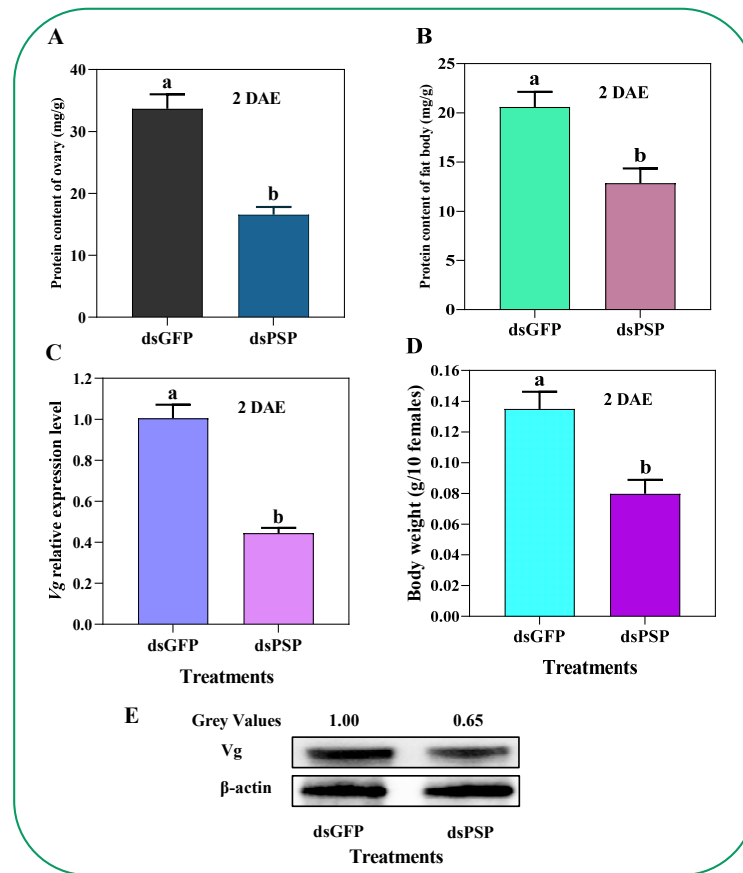 A
Protein content of ovary (mg/g)
40
30
20
10
0
a
2 DAE
b
dsGFP dsPSP
B
Protein content of fat body (mg/g)
25
20
15
10
5
0
a
2 DAE
b
dsGFP dsPSP
C
Vg relative expression level
1.2
1.0
0.8
0.6
0.4
0.2
0.0
a
2 DAE
b
dsGFP dsPSP
Treatments
D
Body weight (g/10 females)
0.16
0.14
0.12
0.10
0.08
0.06
0.04
0.02
0.00
a
2 DAE
b
dsGFP dsPSP
Treatments
E
Grey Values 1.00 0.65
Vg
β-actin
dsGFP dsPSP
Treatments